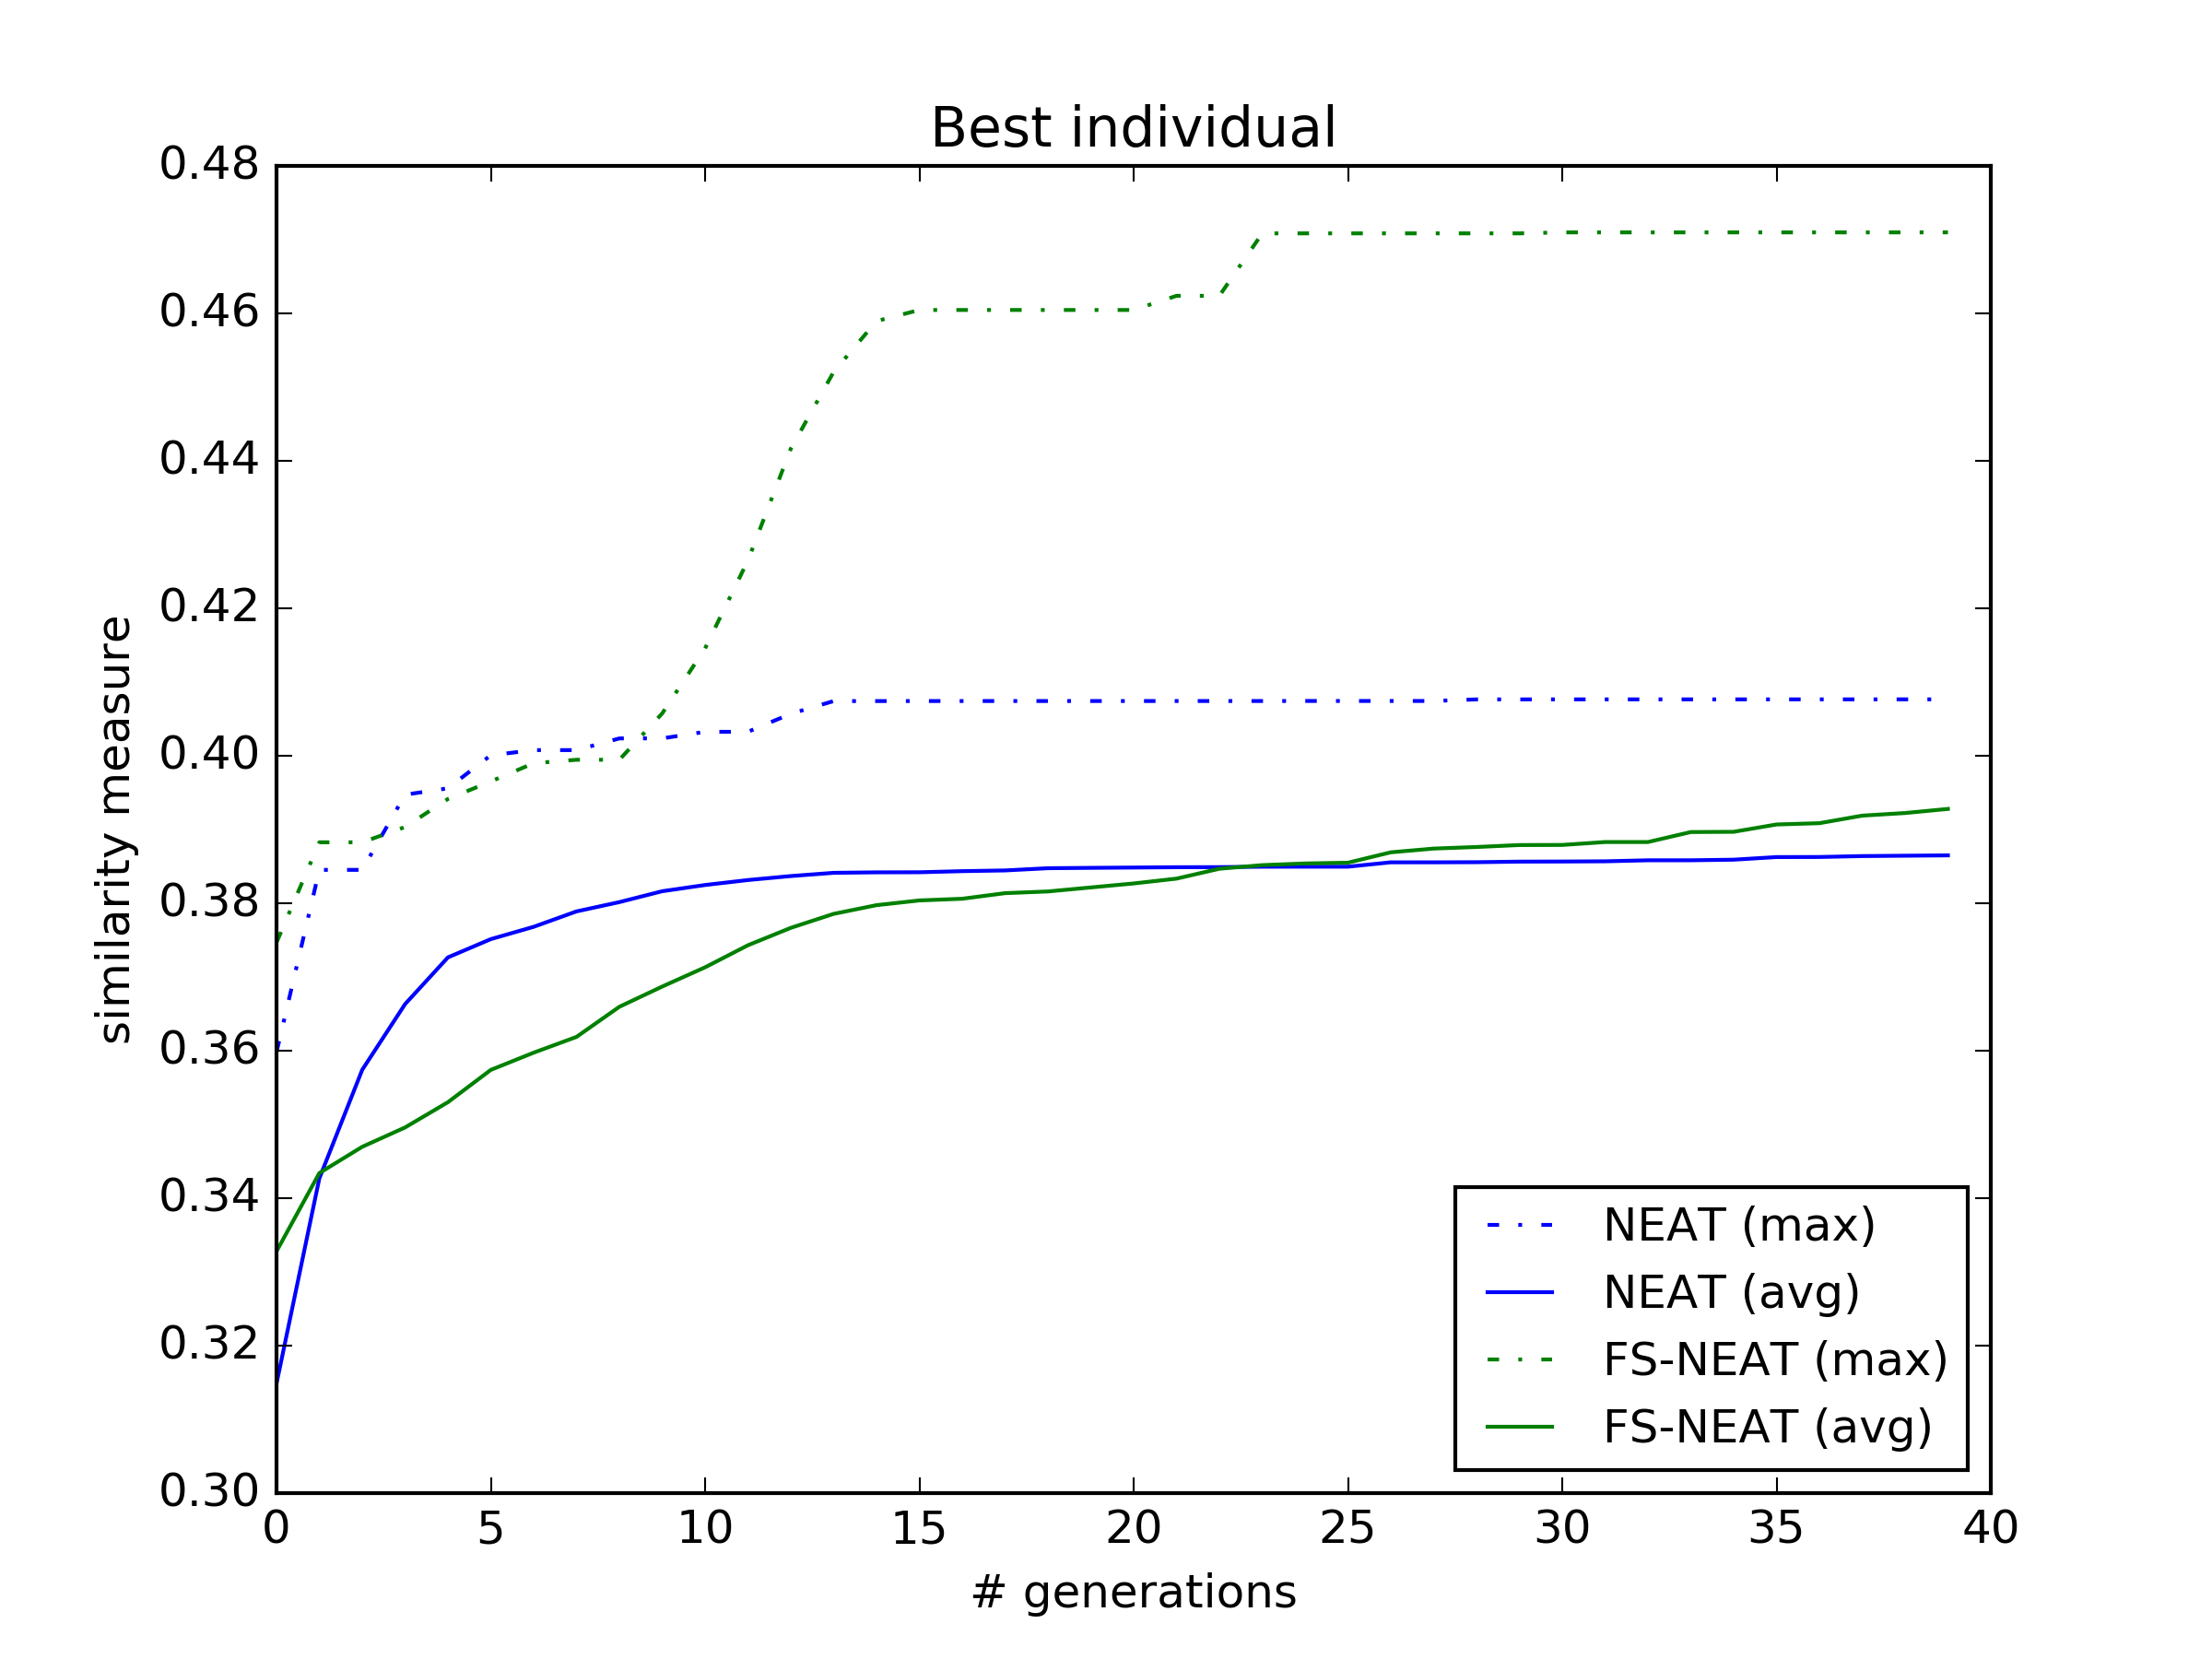 Best individual
0.48
0.46
0.44
0.42
0.40
0.38
0.36
0.34
0.32
0.30
similarity measure
NEAT (max)
NEAT (avg)
FS-NEAT (max)
FS-NEAT (avg)
0 5 10 15 20 25 30 35 40
# generations